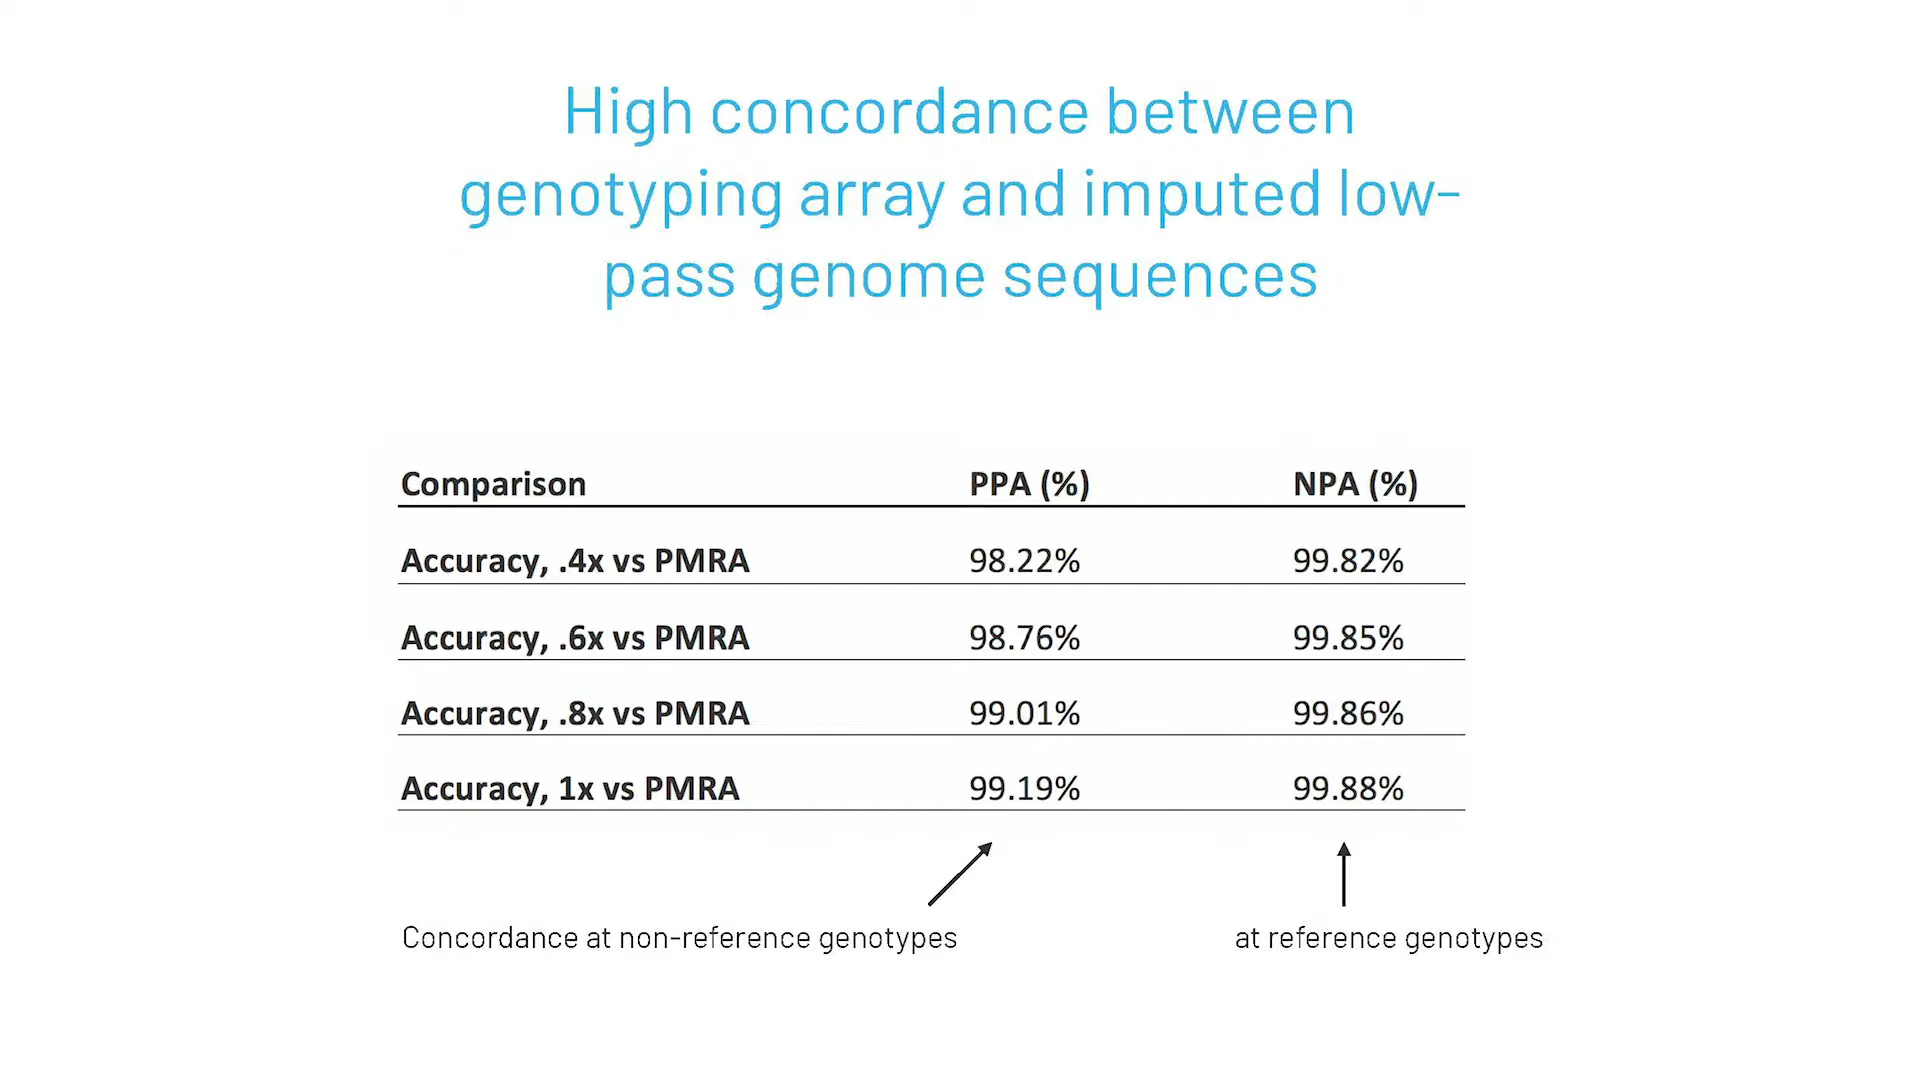 High concordance between
genotyping array and imputed low-
pass genome sequences
Comparison PPA (%) NPA (%)
Accuracy, .4x vs PMRA 98.22% 99.82%
Accuracy, .6x vs PMRA 98.76% 99.85%
Accuracy, .8x vs PMRA 99.01% 99.86%
Accuracy, 1x vs PMRA 99.19% 99.88%
Concordance at non-reference genotypes at reference genotypes